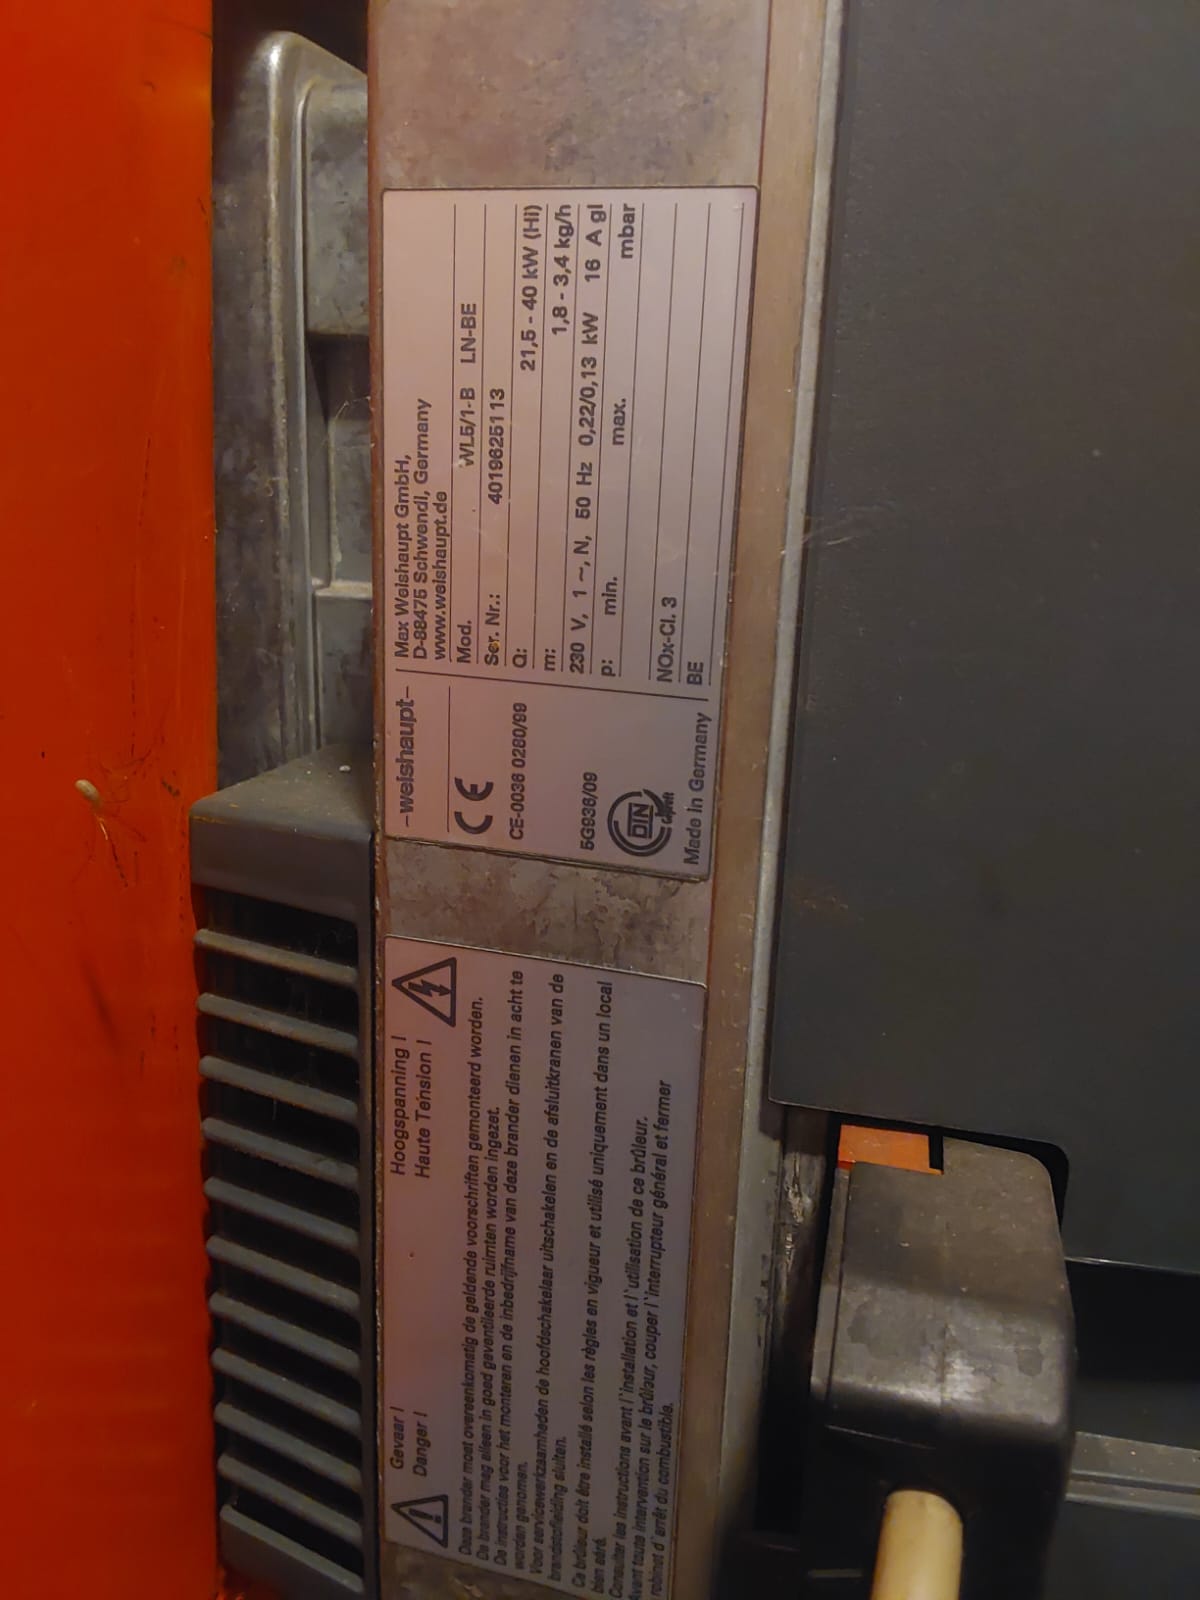 -weishaupt-
CE
CE-0036 0280/99
5G936/09
DIN
Made in Germany
Max Weishaupt GmbH,
D-88475 Schwendi, Germany
www.weishaupt.de
Mod. WL5/1-B LN-BE
Ser. Nr.: 4019625113
Q: 21,5 - 40 kW (Hi)
m: 1,8 - 3,4 kg/h
230 V, 1 ~, N, 50 Hz 0,22/0,13 kW 16 A gl
p: min. max. mbar
NOx-Cl. 3
BE
Gevaar! Hoogspanning!
Danger! Haute Tension!
Deze brander moet overeenkomstig de geldende voorschriften gemonteerd worden.
De brander mag alleen in goed geventileerde ruimten worden ingezet.
De instructies voor het monteren en de inbedrijfname van deze brander dienen in acht te
worden genomen.
Voor servicewerkzaamheden de hoofdschakelaar uitschakelen en de afsluitkranen van de
brandstofleiding sluiten.
Ce brûleur doit être installé selon les règles en vigueur et utilisé uniquement dans un local
bien aéré.
Consulter les instructions avant l'installation et l'utilisation de ce brûleur.
Avant toute intervention sur le brûleur, couper l'interrupteur général et fermer
robinet d'arrêt du combustible.